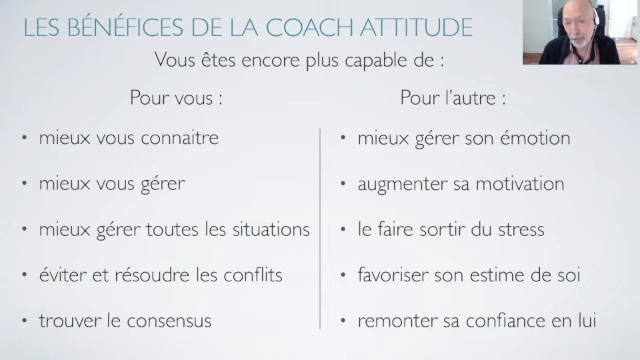 LES BÉNÉFICES DE LA COACH ATTITUDE
Vous êtes encore plus capable de :
Pour vous :
• mieux vous connaitre
• mieux vous gérer
• mieux gérer toutes les situations
• éviter et résoudre les conflits
• trouver le consensus
Pour l'autre :
• mieux gérer son émotion
• augmenter sa motivation
• le faire sortir du stress
• favoriser son estime de soi
• remonter sa confiance en lui